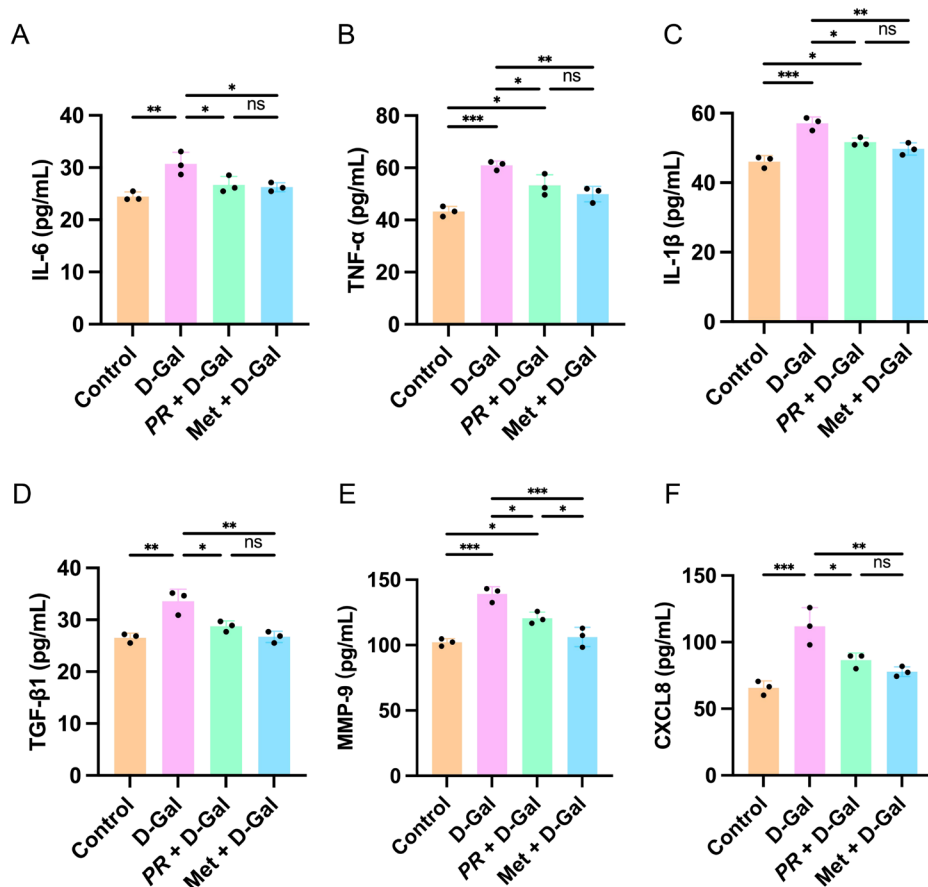 A
IL-6 (pg/mL)
40
30
20
10
0
*
ns
**
*
Control
D-Gal
PR + D-Gal
Met + D-Gal
B
TNF-α (pg/mL)
80
60
40
20
0
**
*
ns
*
***
Control
D-Gal
PR + D-Gal
Met + D-Gal
C
IL-1β (pg/mL)
60
40
20
0
**
*
ns
*
***
Control
D-Gal
PR + D-Gal
Met + D-Gal
D
TGF-β1 (pg/mL)
40
30
20
10
0
**
**
*
ns
Control
D-Gal
PR + D-Gal
Met + D-Gal
E
MMP-9 (pg/mL)
150
100
50
0
***
*
*
*
***
Control
D-Gal
PR + D-Gal
Met + D-Gal
F
CXCL8 (pg/mL)
150
100
50
0
**
***
*
ns
Control
D-Gal
PR + D-Gal
Met + D-Gal